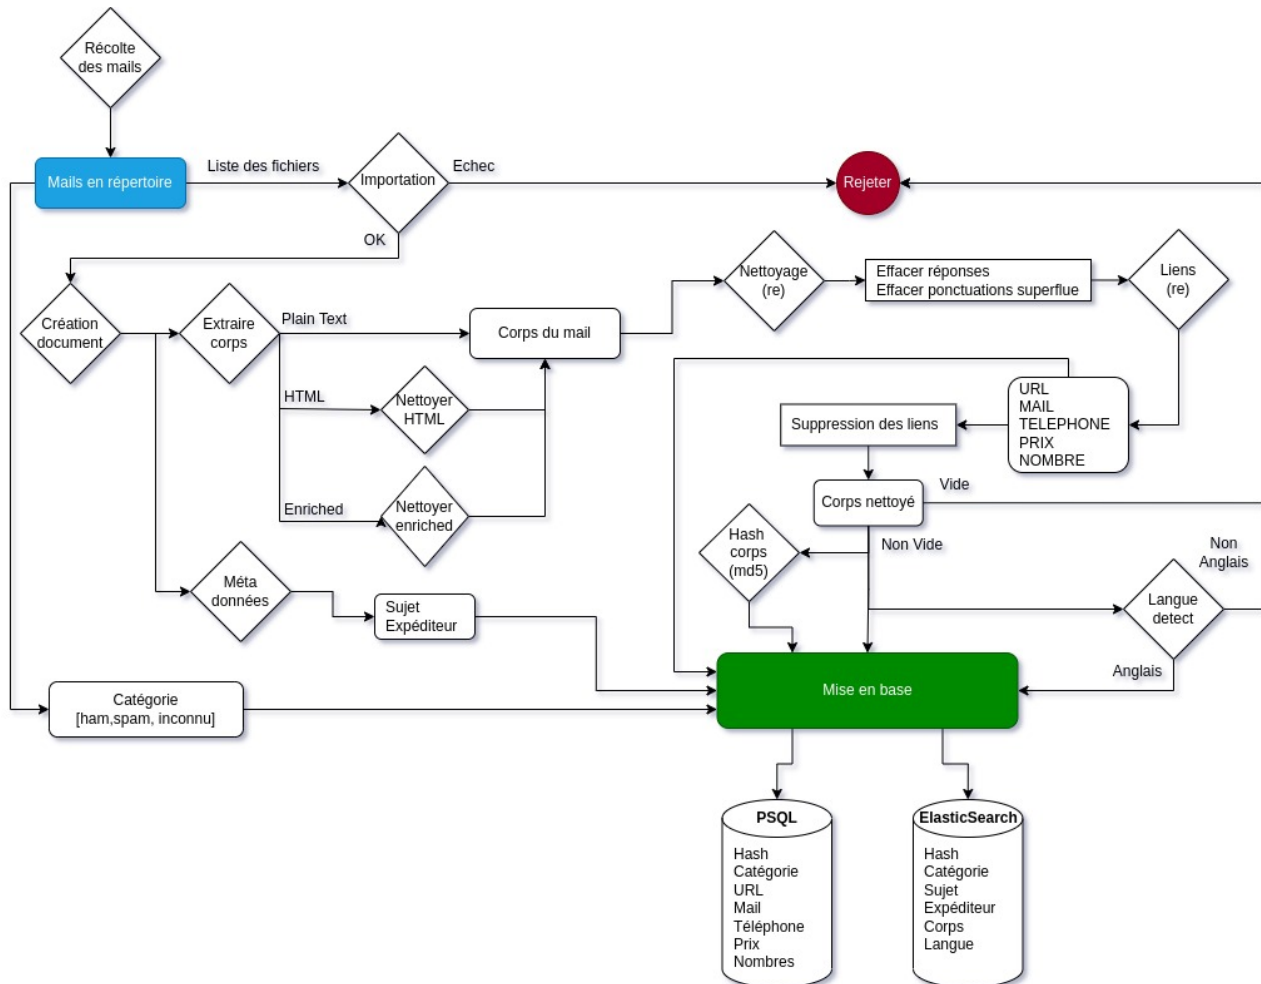 Récolte
des mails
Mails en répertoire
Liste des fichiers
Importation
Echec
Rejeter
OK
Création
document
Extraire
corps
Plain Text
Corps du mail
Nettoyage
(re)
Effacer réponses
Effacer ponctuations superflue
Liens
(re)
HTML
Nettoyer
HTML
URL
MAIL
TELEPHONE
PRIX
NOMBRE
Suppression des liens
Enriched
Nettoyer
enriched
Corps nettoyé
Vide
Hash
corps
(md5)
Non Vide
Non
Anglais
Méta
données
Sujet
Expéditeur
Langue
detect
Anglais
Catégorie
[ham,spam, inconnu]
Mise en base
PSQL
Hash
Catégorie
URL
Mail
Téléphone
Prix
Nombres
ElasticSearch
Hash
Catégorie
Sujet
Expéditeur
Corps
Langue